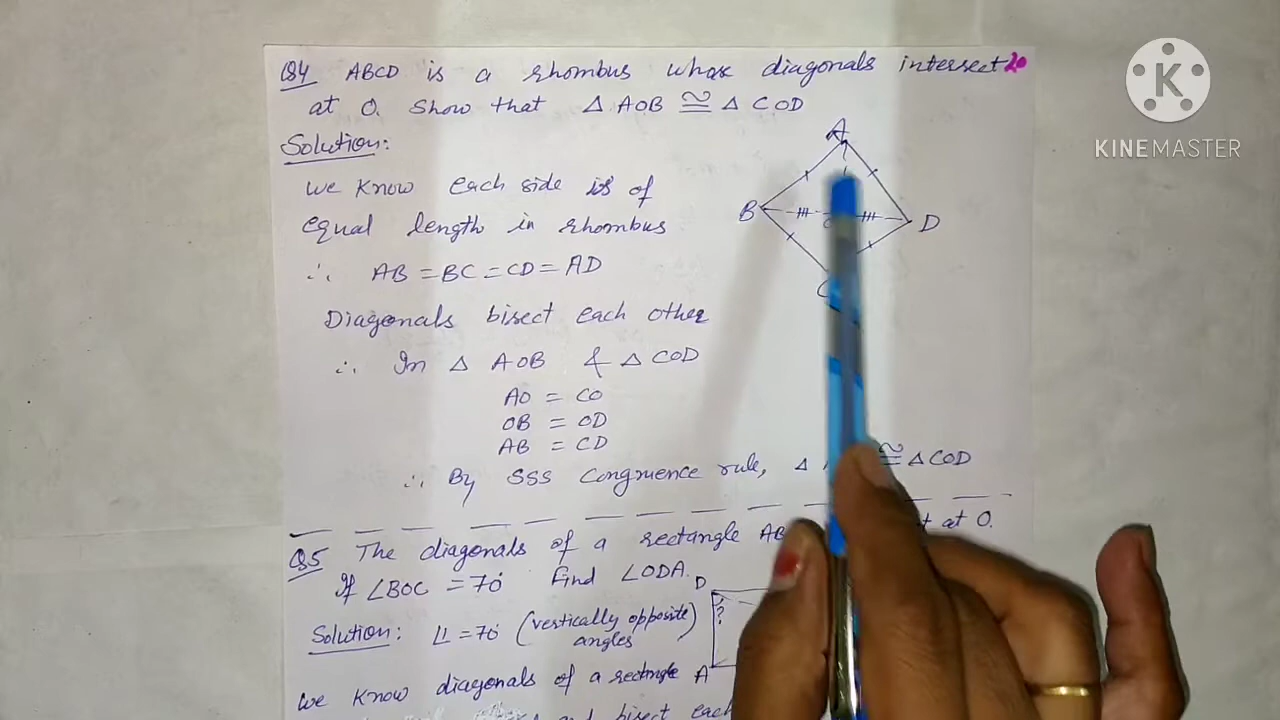 Q4 ABCD is a rhombus whose diagonals intersect 20
at O. Show that △ AOB ≅ △ COD
Solution:
We know each side is of
equal length in rhombus
∴ AB = BC = CD = AD
Diagonals bisect each other
∴ In △ AOB & △ COD
AO = CO
OB = OD
AB = CD
∴ By SSS Congruence rule, △ ≅ △ COD
A
B
D
C
Q5 The diagonals of a rectangle AB at O.
If ∠BOC = 70° Find ∠ODA.
Solution: ∠1 = 70° (vertically opposite
angles)
We know diagonals of a rectangle
and bisect each
D
?
A
K
KINEMASTER